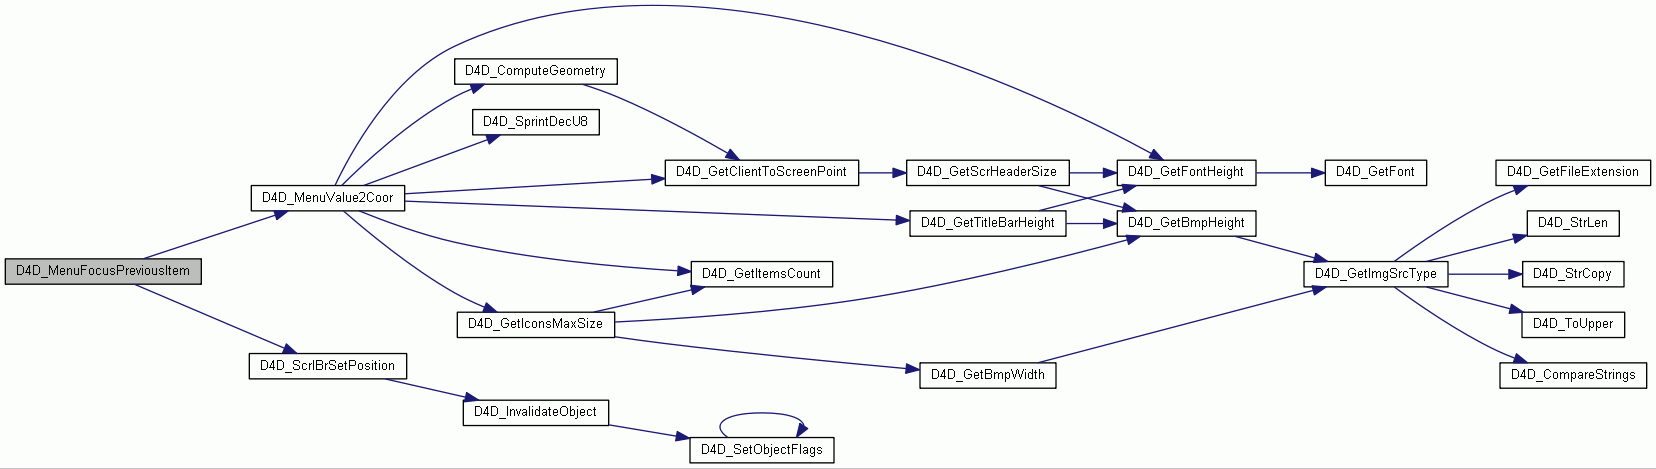 D4D_MenuFocusPreviousItem
D4D_MenuValue2Coor
D4D_ScrlBrSetPosition
D4D_ComputeGeometry
D4D_SprintDecU8
D4D_GetIconsMaxSize
D4D_InvalidateObject
D4D_GetClientToScreenPoint
D4D_GetItemsCount
D4D_SetObjectFlags
D4D_GetScrHeaderSize
D4D_GetTitleBarHeight
D4D_GetBmpWidth
D4D_GetFontHeight
D4D_GetBmpHeight
D4D_GetFont
D4D_GetImgSrcType
D4D_GetFileExtension
D4D_StrLen
D4D_StrCopy
D4D_ToUpper
D4D_CompareStrings